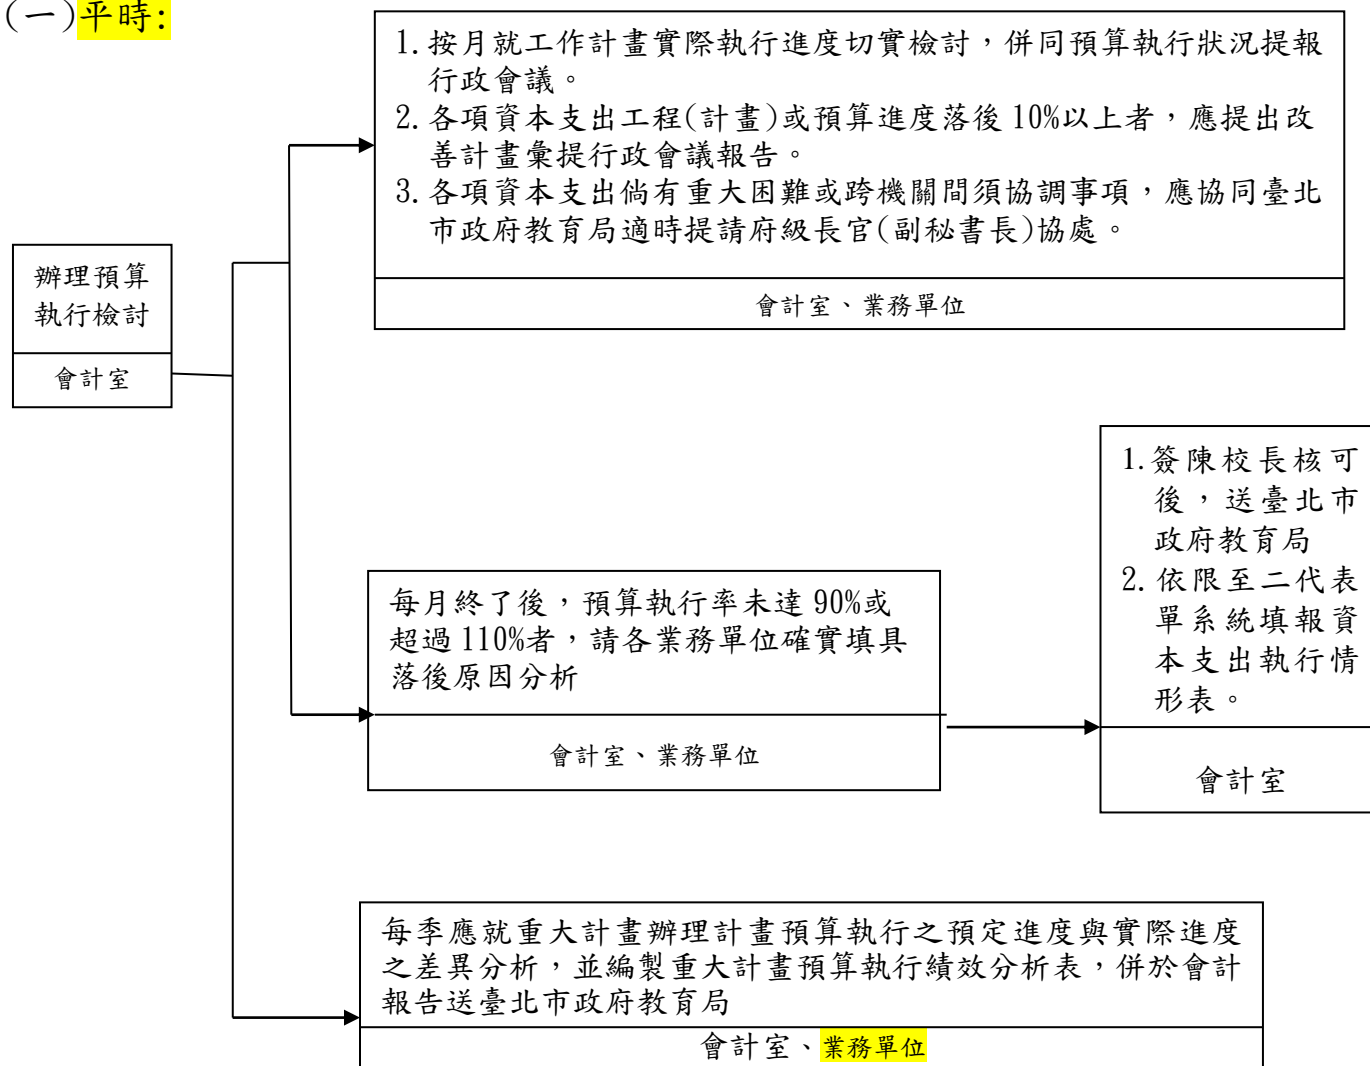 (一)平時:
1.按月就工作計畫實際執行進度切實檢討，併同預算執行狀況提報
行政會議。
2.各項資本支出工程(計畫)或預算進度落後 10%以上者，應提出改
善計畫彙提行政會議報告。
3.各項資本支出倘有重大困難或跨機關間須協調事項，應協同臺北
市政府教育局適時提請府級長官(副秘書長)協處。
會計室、業務單位
辦理預算
執行檢討
會計室
每月終了後，預算執行率未達 90%或
超過 110%者，請各業務單位確實填具
落後原因分析
會計室、業務單位
1.簽陳校長核可
後，送臺北市
政府教育局
2.依限至二代表
單系統填報資
本支出執行情
形表。
會計室
每季應就重大計畫辦理計畫預算執行之預定進度與實際進度
之差異分析，並編製重大計畫預算執行績效分析表，併於會計
報告送臺北市政府教育局
會計室、業務單位